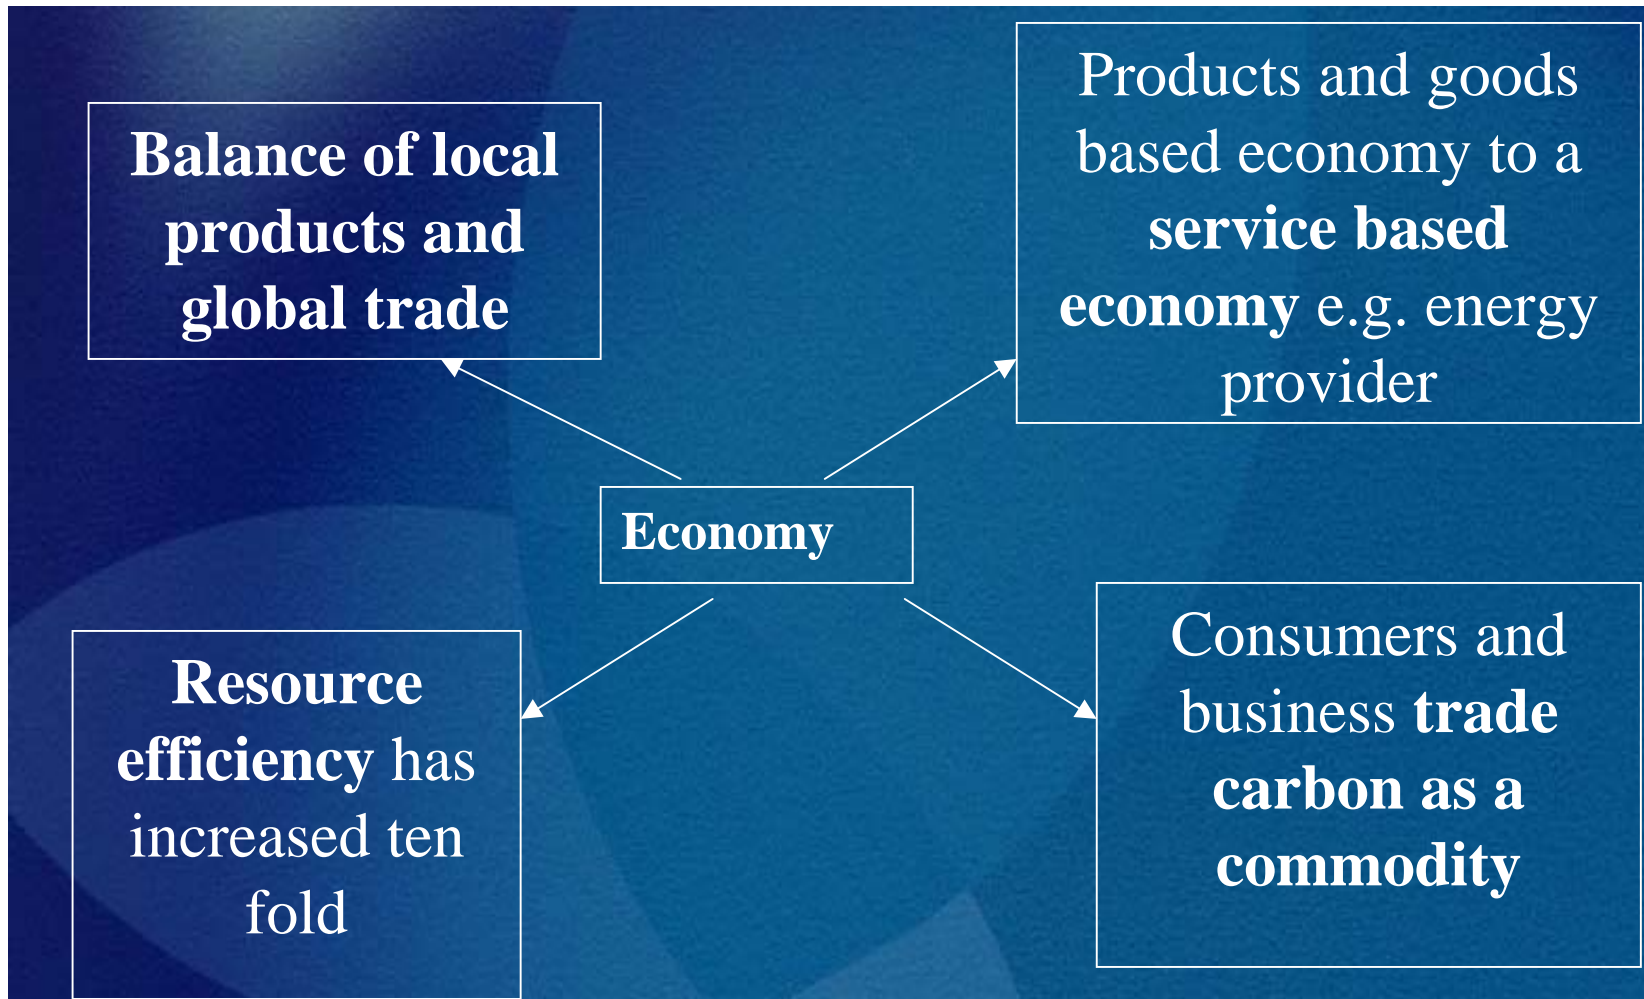 Balance of local
products and
global trade
Products and goods
based economy to a
service based
economy e.g. energy
provider
Economy
Resource
efficiency has
increased ten
fold
Consumers and
business trade
carbon as a
commodity